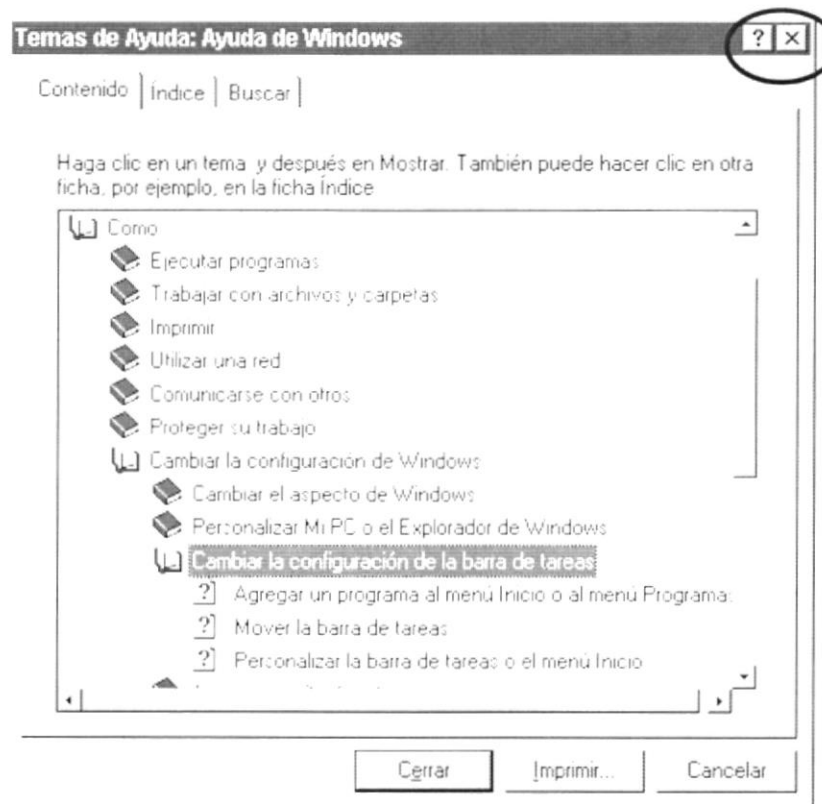 Temas de Ayuda: Ayuda de Windows
? ×
Contenido
Índice
Buscar
Haga clic en un tema y después en Mostrar. También puede hacer clic en otra
ficha, por ejemplo, en la ficha Índice
Como
Ejecutar programas
Trabajar con archivos y carpetas
Imprimir
Utilizar una red
Comunicarse con otros
Proteger su trabajo
Cambiar la configuración de Windows
Cambiar el aspecto de Windows
Personalizar Mi PC o el Explorador de Windows
Cambiar la configuración de la barra de tareas
? Agregar un programa al menú Inicio o al menú Programas
? Mover la barra de tareas
? Personalizar la barra de tareas o el menú Inicio
Cerrar
Imprimir...
Cancelar